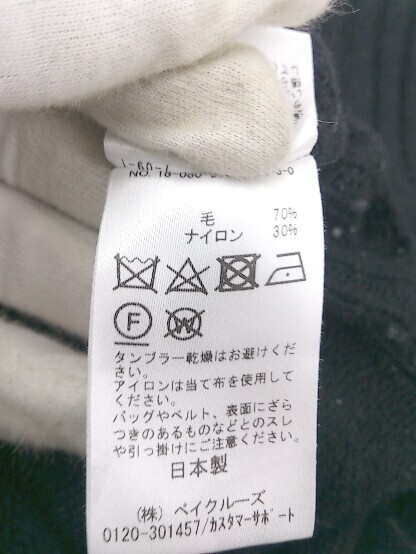 毛 70%
ナイロン 30%
F W
タンブラー乾燥はお避けくだ
さい。
アイロンは当て布を使用して
ください。
バッグやベルト、表面にざら
つきのあるものなどとのスレ
や引っ掛けにご注意ください。
日本製
(株) ベイクルーズ
0120-301457/カスタマーサポート